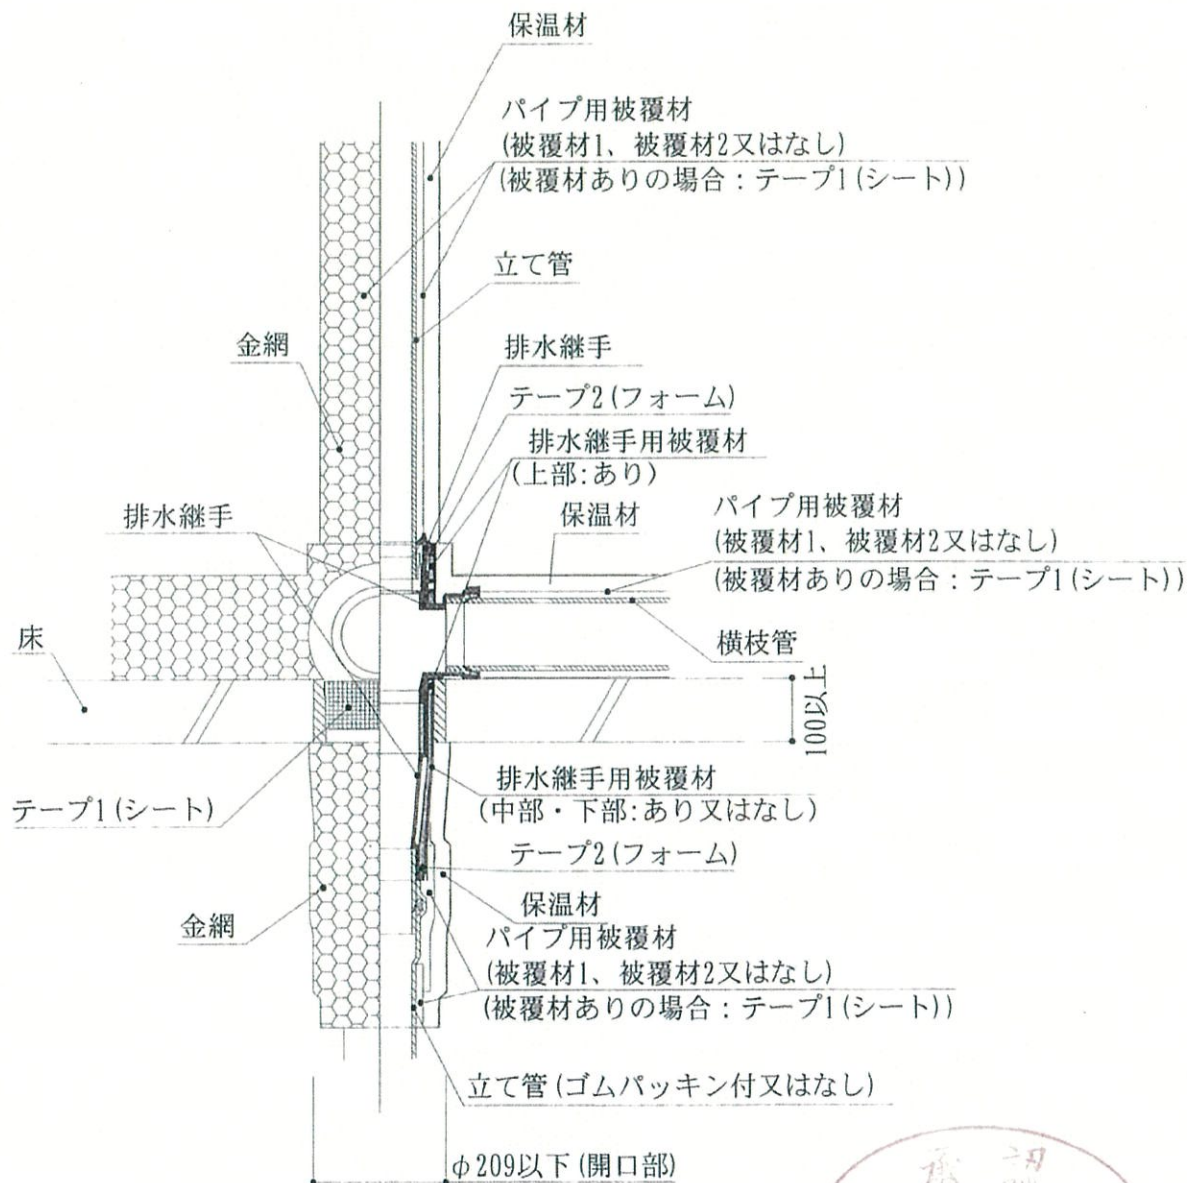 保温材
パイプ用被覆材
(被覆材1、被覆材2又はなし)
(被覆材ありの場合：テープ1(シート))
立て管
金網
排水継手
テープ2(フォーム)
排水継手用被覆材
(上部:あり)
排水継手
保温材
パイプ用被覆材
(被覆材1、被覆材2又はなし)
(被覆材ありの場合：テープ1(シート))
床
横枝管
100以上
排水継手用被覆材
(中部・下部:あり又はなし)
テープ1(シート)
テープ2(フォーム)
保温材
金網
パイプ用被覆材
(被覆材1、被覆材2又はなし)
(被覆材ありの場合：テープ1(シート))
立て管(ゴムパッキン付又はなし)
φ209以下(開口部)